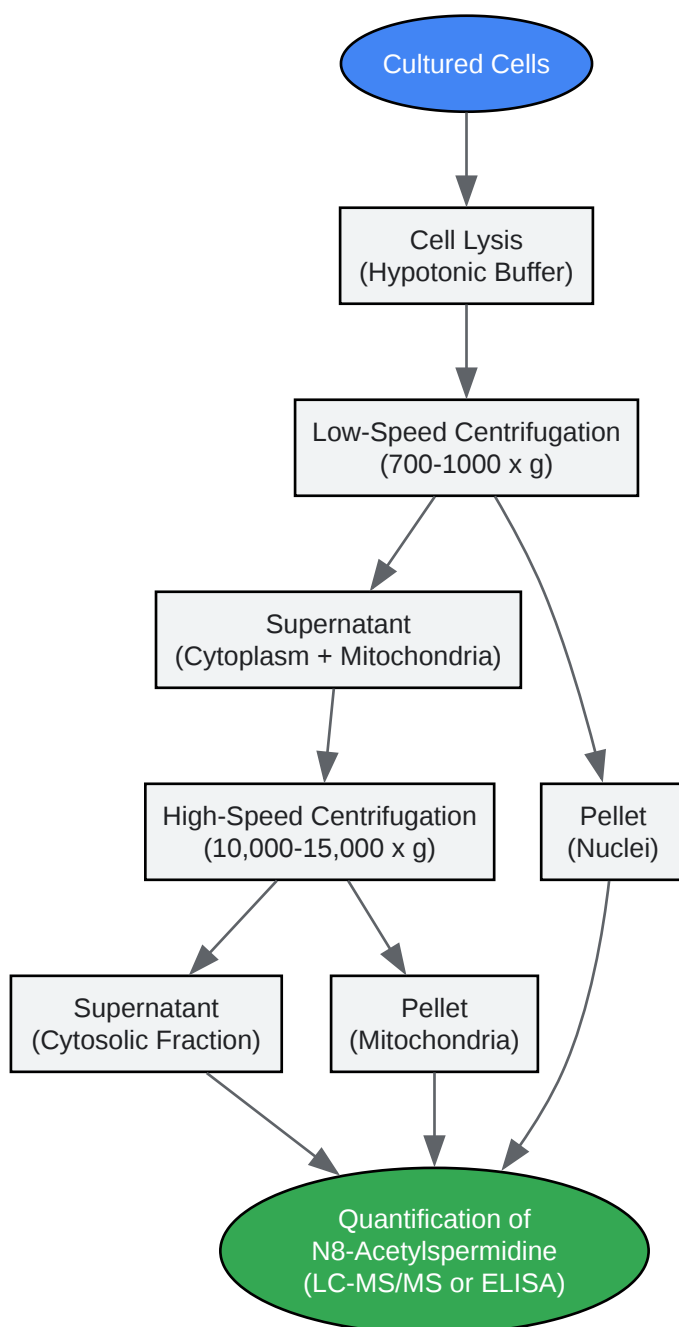 Cultured Cells
Cell Lysis
(Hypotonic Buffer)
Low-Speed Centrifugation
(700-1000 x g)
Supernatant
(Cytoplasm + Mitochondria)
High-Speed Centrifugation
(10,000-15,000 x g)
Pellet
(Nuclei)
Supernatant
(Cytosolic Fraction)
Pellet
(Mitochondria)
Quantification of
N8-Acetylspermidine
(LC-MS/MS or ELISA)